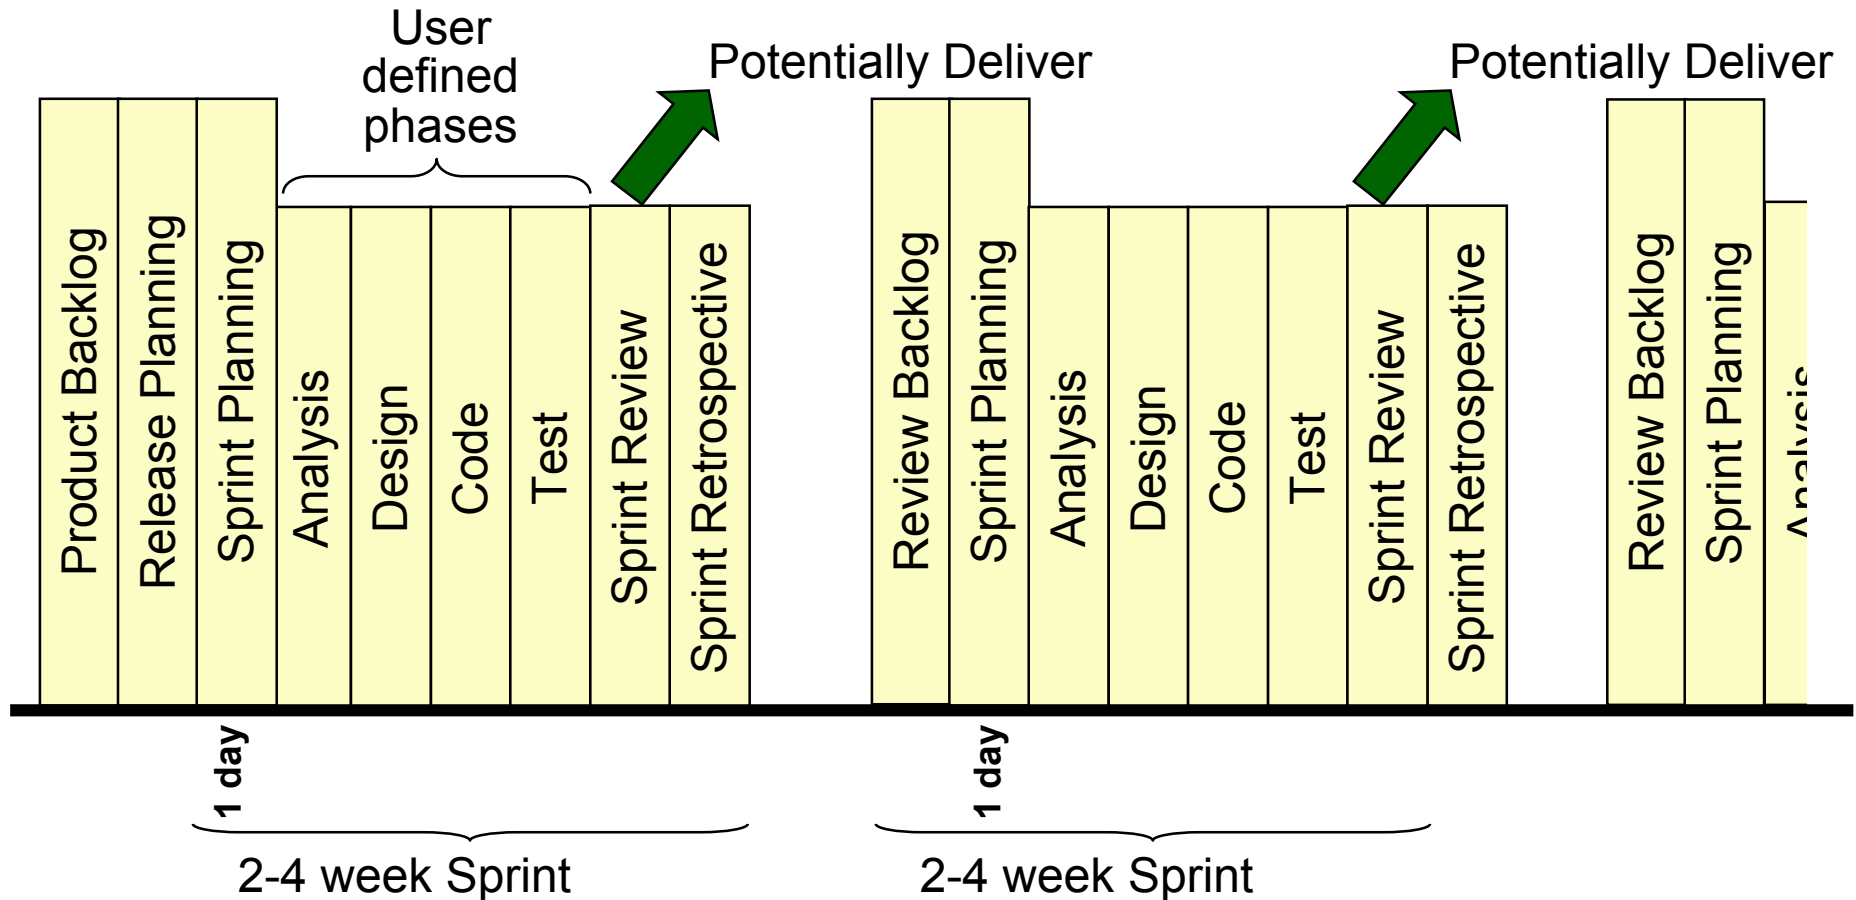 User
defined
phases
Potentially Deliver
Potentially Deliver
Product Backlog
Release Planning
Sprint Planning
Analysis
Design
Code
Test
Sprint Review
Sprint Retrospective
Review Backlog
Sprint Planning
Analysis
Design
Code
Test
Sprint Review
Sprint Retrospective
Review Backlog
Sprint Planning
Analysis
1 day
1 day
2-4 week Sprint
2-4 week Sprint